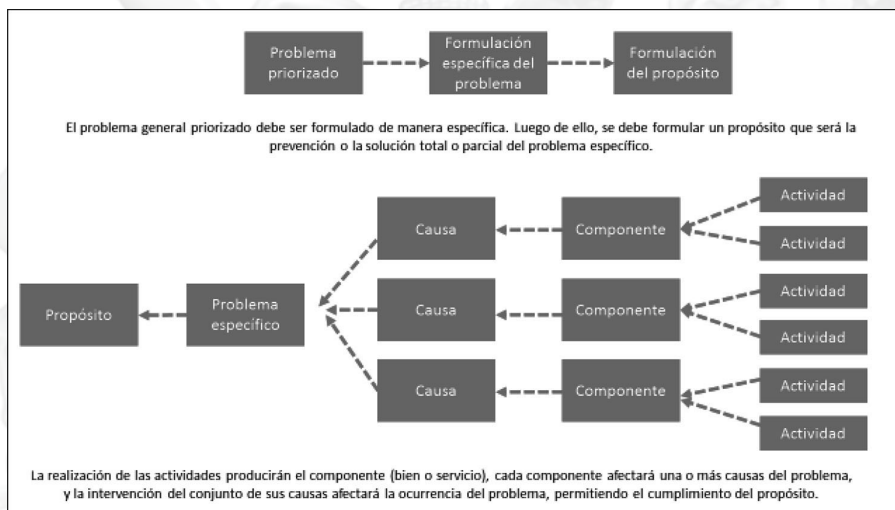 Problema
priorizado
Formulación
específica del
problema
Formulación
del propósito
El problema general priorizado debe ser formulado de manera específica. Luego de ello, se debe formular un propósito que será la
prevención o la solución total o parcial del problema específico.
Propósito
Problema
específico
Causa
Componente
Actividad
Actividad
Causa
Componente
Actividad
Actividad
Causa
Componente
Actividad
Actividad
La realización de las actividades producirán el componente (bien o servicio), cada componente afectará una o más causas del problema,
y la intervención del conjunto de sus causas afectará la ocurrencia del problema, permitiendo el cumplimiento del propósito.